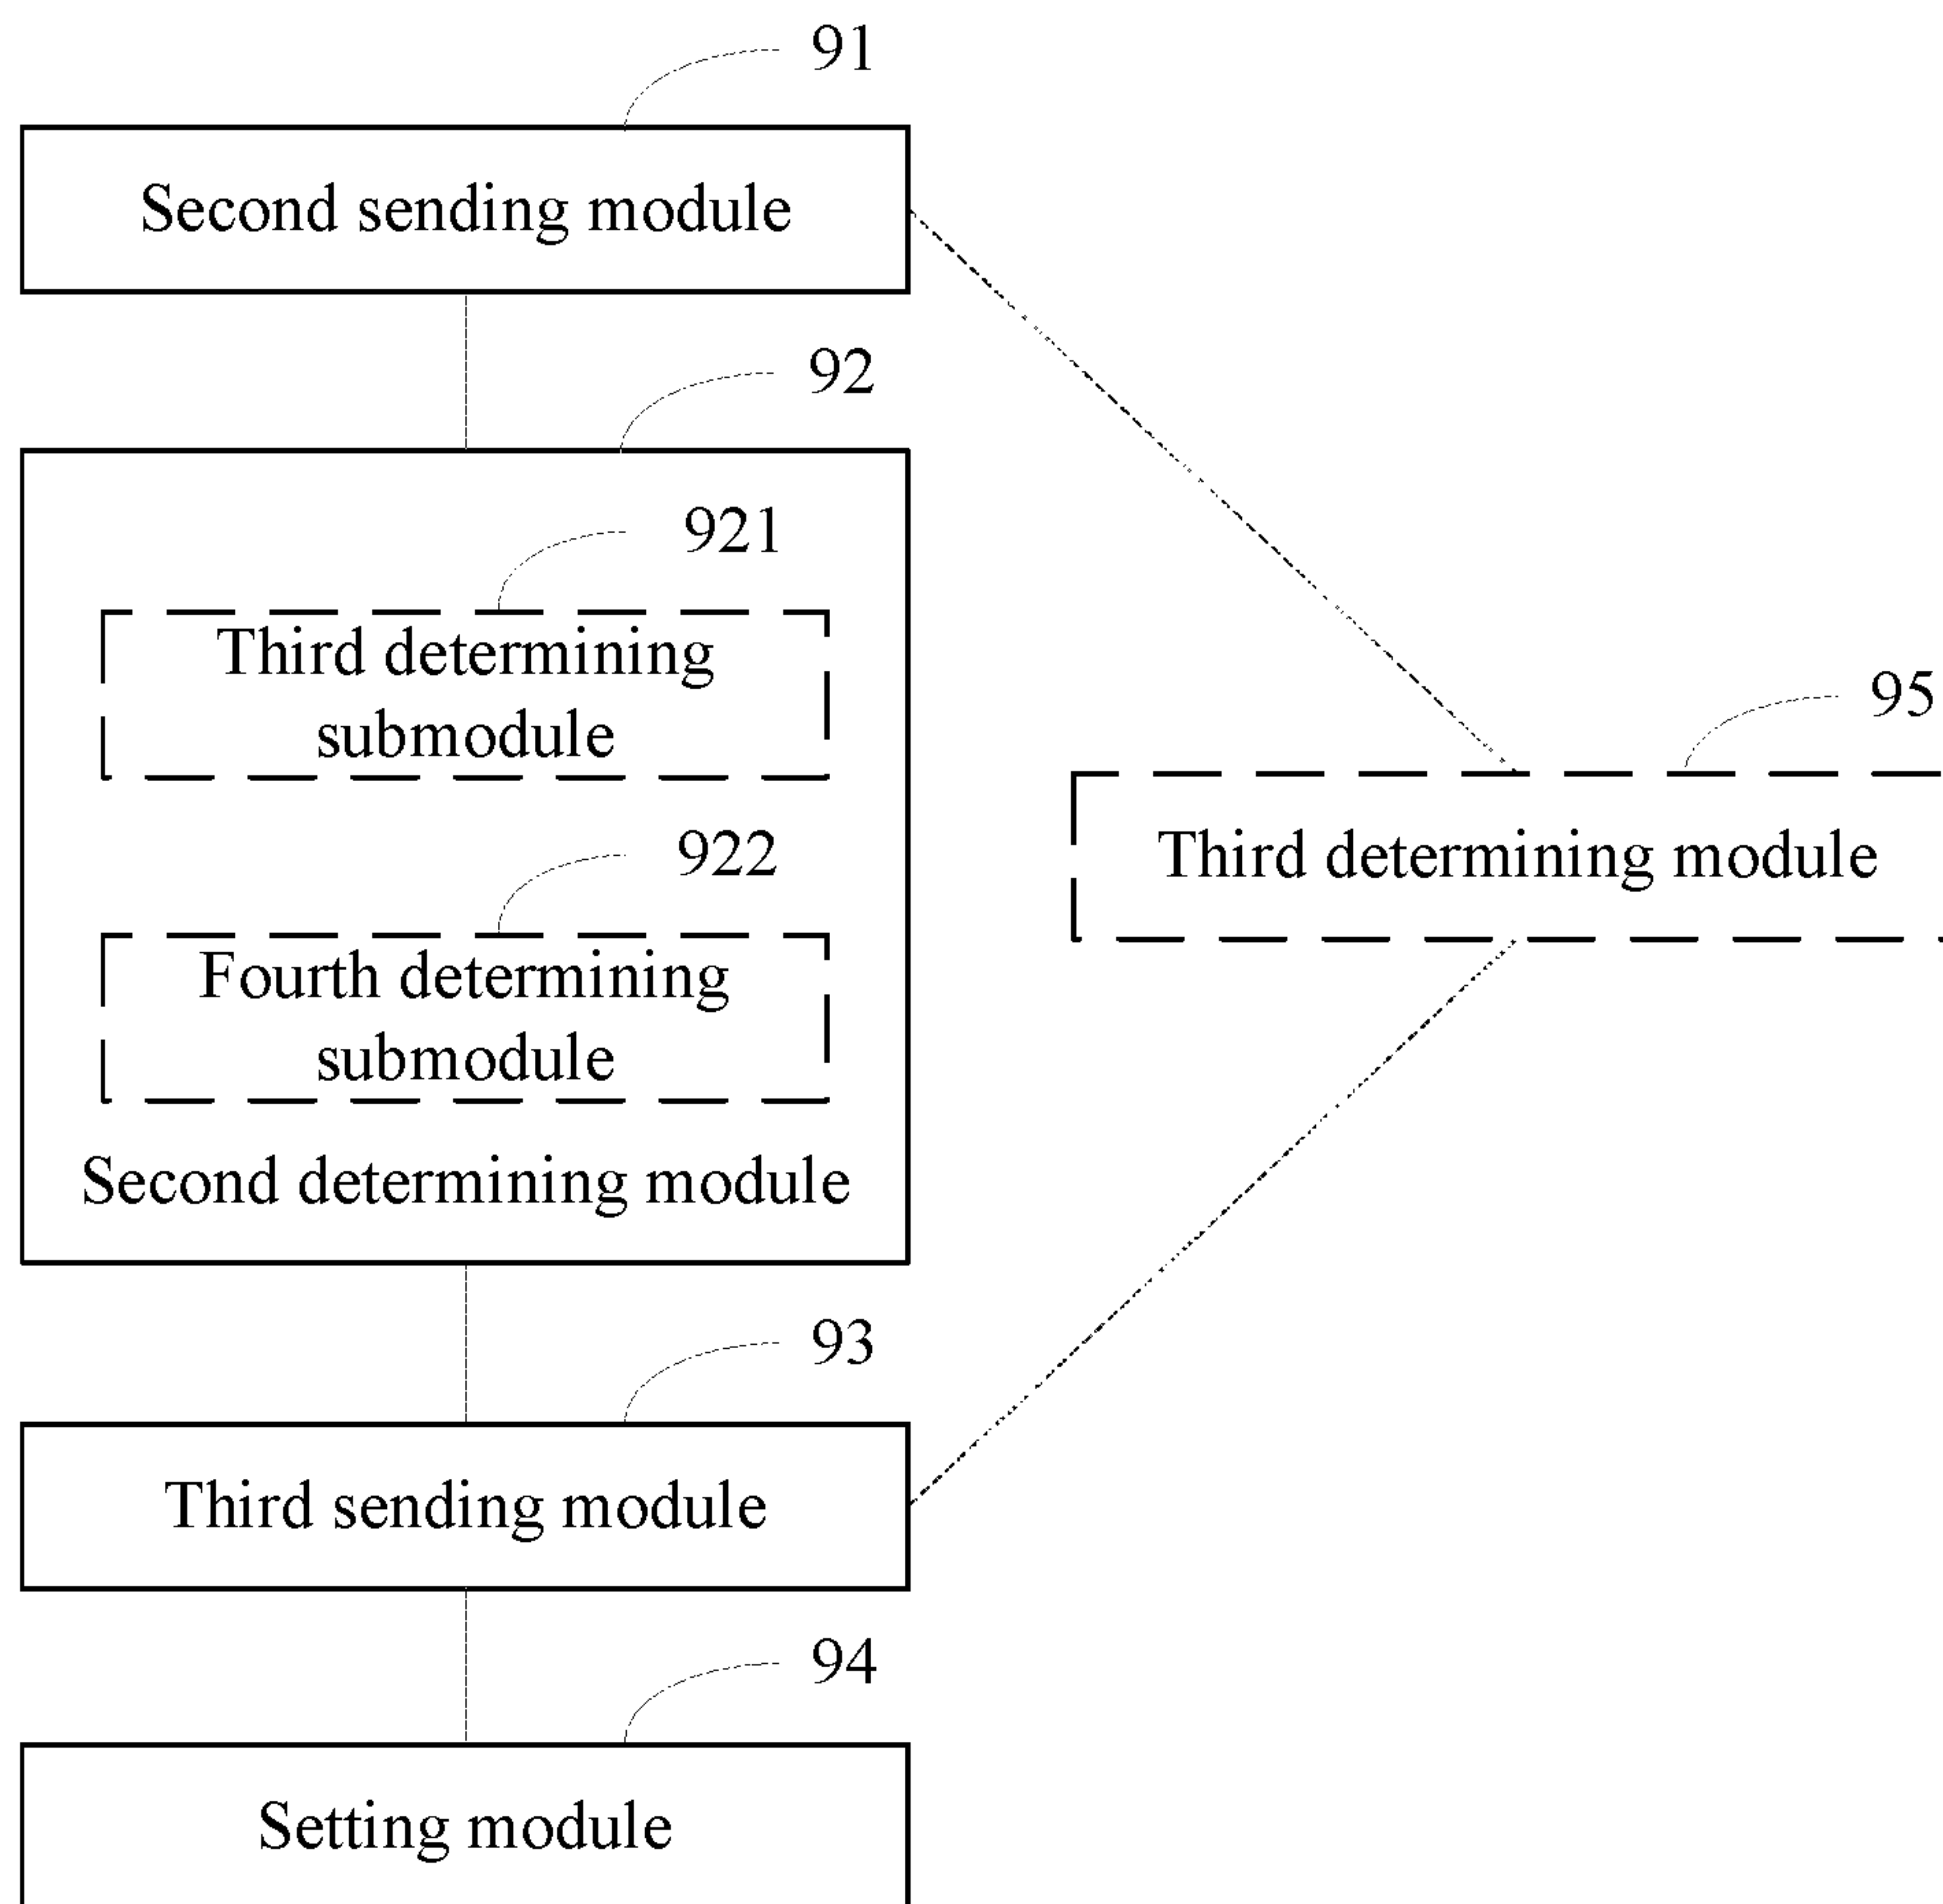 91
Second sending module
92
921
Third determining
submodule
922
Fourth determining
submodule
Second determining module
95
Third determining module
93
Third sending module
94
Setting module